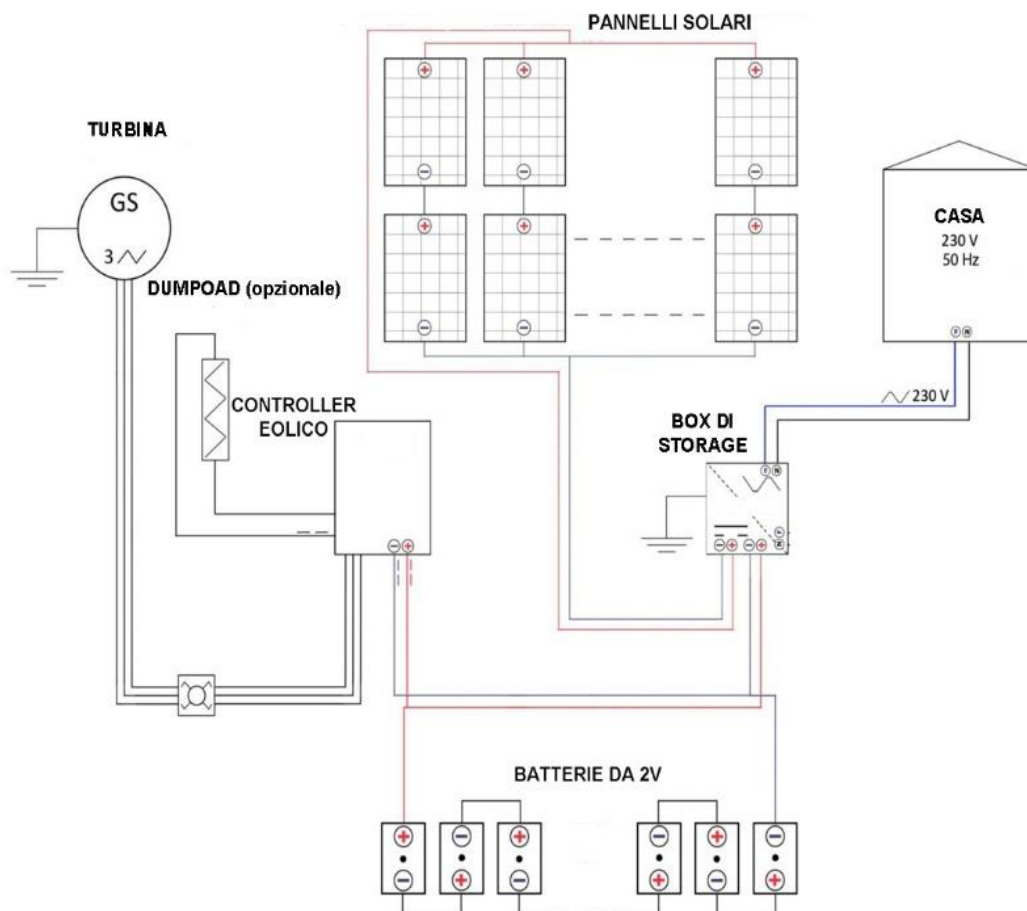 PANNELLI SOLARI
TURBINA
GS
3
DUMPOAD (opzionale)
CASA
230 V
50 Hz
F N
230 V
CONTROLLER
EOLICO
BOX DI
STORAGE
F N
N F
BATTERIE DA 2V